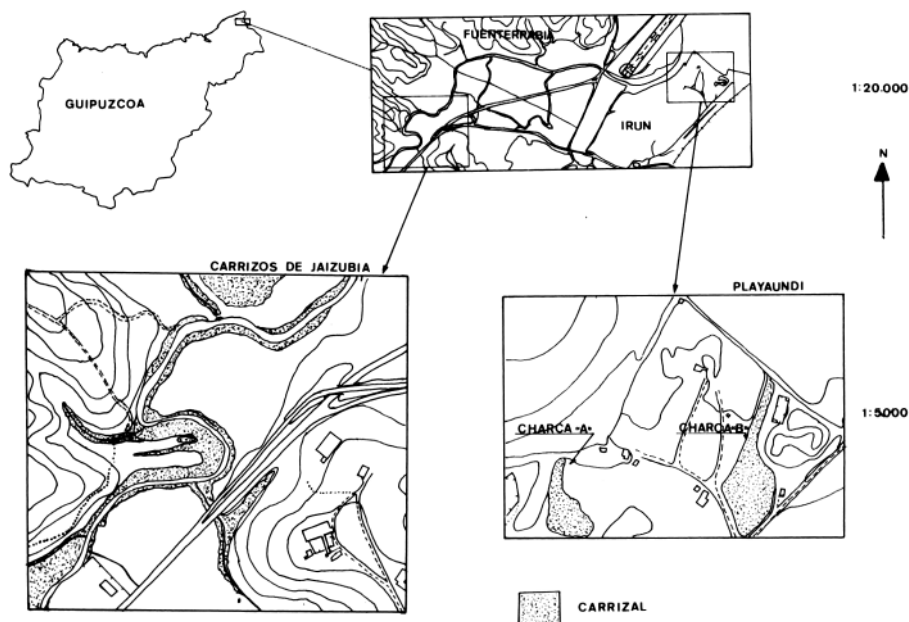 FUENTERRABIA
GUIPUZCOA
IRUN
1:20.000
N
CARRIZOS DE JAIZUBIA
PLAYAUNDI
CHARCA "A"
CHARCA "B"
1:5000
CARRIZAL